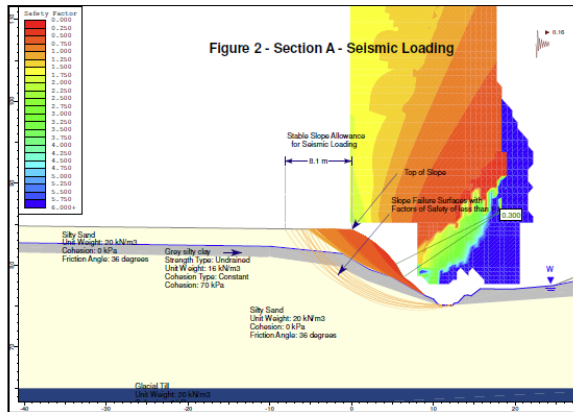 Safety Factor
0.000
0.250
0.500
0.750
1.000
1.250
1.500
1.750
2.000
2.250
2.500
2.750
3.000
3.250
3.500
3.750
4.000
4.250
4.500
4.750
5.000
5.250
5.500
5.750
6.000+
Figure 2 - Section A - Seismic Loading
0.16
Stable Slope Allowance
for Seismic Loading
8.1 m
Top of Slope
Slope Failure Surfaces with
Factors of Safety of less than
0.300
Silty Sand
Unit Weight: 20 kN/m3
Cohesion: 0 kPa
Friction Angle: 36 degrees
Grey silty clay
Strength Type: Undrained
Unit Weight: 16 kN/m3
Cohesion Type: Constant
Cohesion: 70 kPa
Silty Sand
Unit Weight: 20 kN/m3
Cohesion: 0 kPa
Friction Angle: 36 degrees
W
Glacial Till
Unit Weight: 20 kN/m3
-40
-30
-20
-10
0
10
20